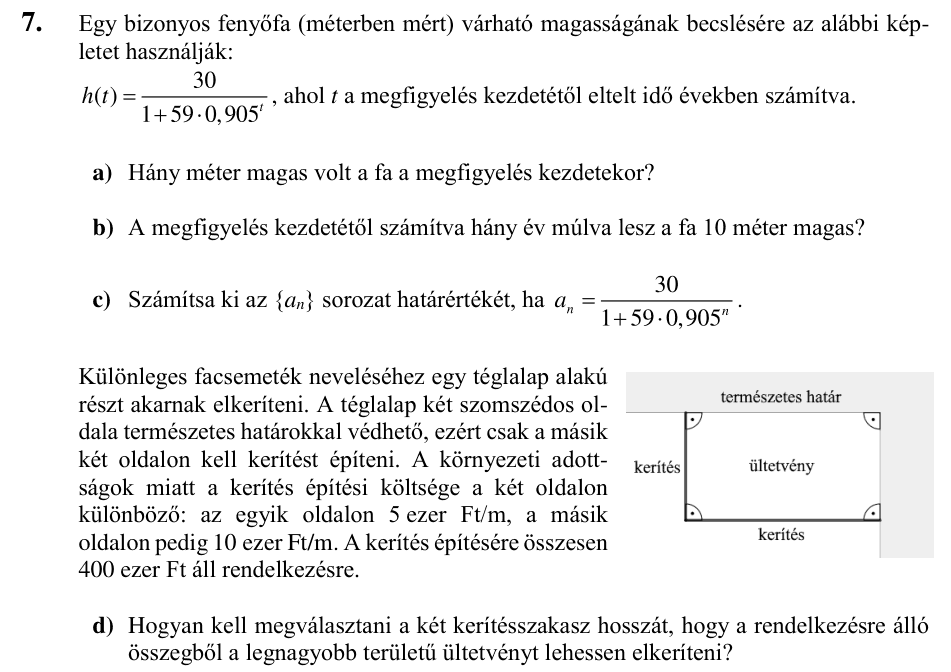 7. Egy bizonyos fenyőfa (méterben mért) várható magasságának becslésére az alábbi kép-
letet használják:
h(t) = 30 / (1 + 59 · 0,905^t), ahol t a megfigyelés kezdetétől eltelt idő években számítva.
a) Hány méter magas volt a fa a megfigyelés kezdetekor?
b) A megfigyelés kezdetétől számítva hány év múlva lesz a fa 10 méter magas?
c) Számítsa ki az {a_n} sorozat határértékét, ha a_n = 30 / (1 + 59 · 0,905^n).
Különleges facsemeték neveléséhez egy téglalap alakú
részt akarnak elkeríteni. A téglalap két szomszédos ol-
dala természetes határokkal védhető, ezért csak a másik
két oldalon kell kerítést építeni. A környezeti adott-
ságok miatt a kerítés építési költsége a két oldalon
különböző: az egyik oldalon 5 ezer Ft/m, a másik
oldalon pedig 10 ezer Ft/m. A kerítés építésére összesen
400 ezer Ft áll rendelkezésre.
természetes határ
kerítés
ültetvény
kerítés
d) Hogyan kell megválasztani a két kerítésszakasz hosszát, hogy a rendelkezésre álló
összegből a legnagyobb területű ültetvényt lehessen elkeríteni?